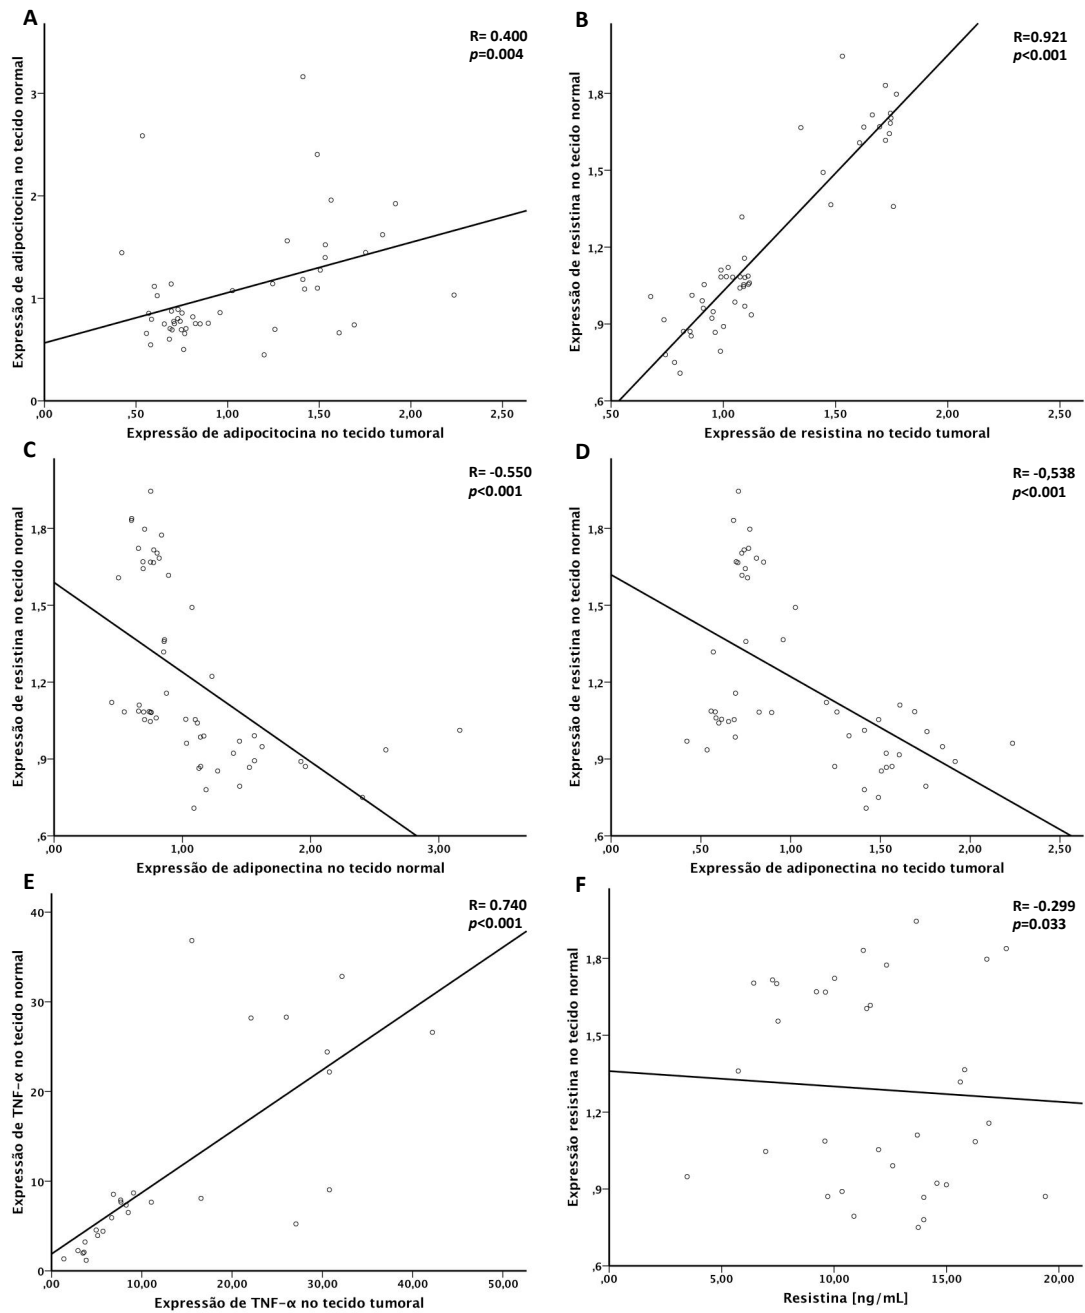 A
R= 0.400
p=0.004
Expressão de adipocitocina no tecido normal
3
2
1
0
,00 ,50 1,00 1,50 2,00 2,50
Expressão de adipocitocina no tecido tumoral
B
R=0.921
p<0.001
Expressão de resistina no tecido normal
1,8
1,5
1,2
,9
,6
,50 1,00 1,50 2,00 2,50
Expressão de resistina no tecido tumoral
C
R= -0.550
p<0.001
Expressão de resistina no tecido normal
1,8
1,5
1,2
,9
,6
,00 1,00 2,00 3,00
Expressão de adiponectina no tecido normal
D
R= -0,538
p<0.001
Expressão de resistina no tecido normal
1,8
1,5
1,2
,9
,6
,00 ,50 1,00 1,50 2,00 2,50
Expressão de adiponectina no tecido tumoral
E
R= 0.740
p<0.001
Expressão de TNF-α no tecido normal
40
30
20
10
0
,00 10,00 20,00 30,00 40,00 50,00
Expressão de TNF-α no tecido tumoral
F
R= -0.299
p=0.033
Expressão resistina no tecido normal
1,8
1,5
1,2
,9
,6
,00 5,00 10,00 15,00 20,00
Resistina [ng/mL]